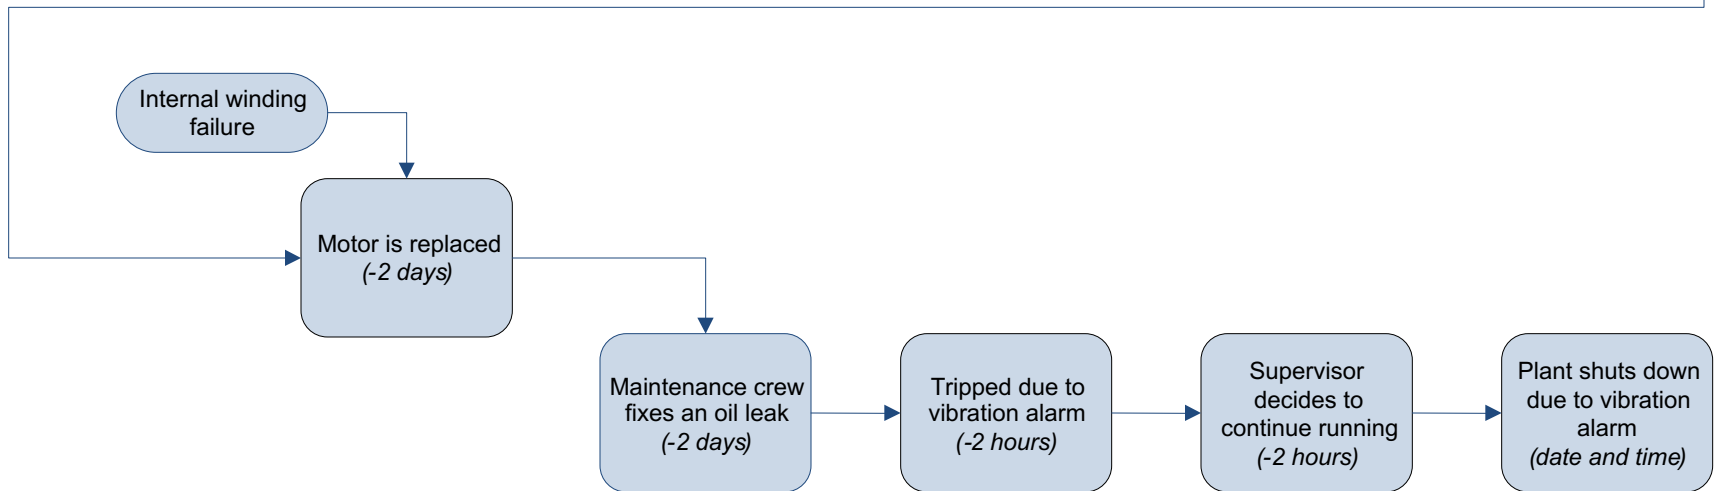 Internal winding
failure
Motor is replaced
(-2 days)
Maintenance crew
fixes an oil leak
(-2 days)
Tripped due to
vibration alarm
(-2 hours)
Supervisor
decides to
continue running
(-2 hours)
Plant shuts down
due to vibration
alarm
(date and time)